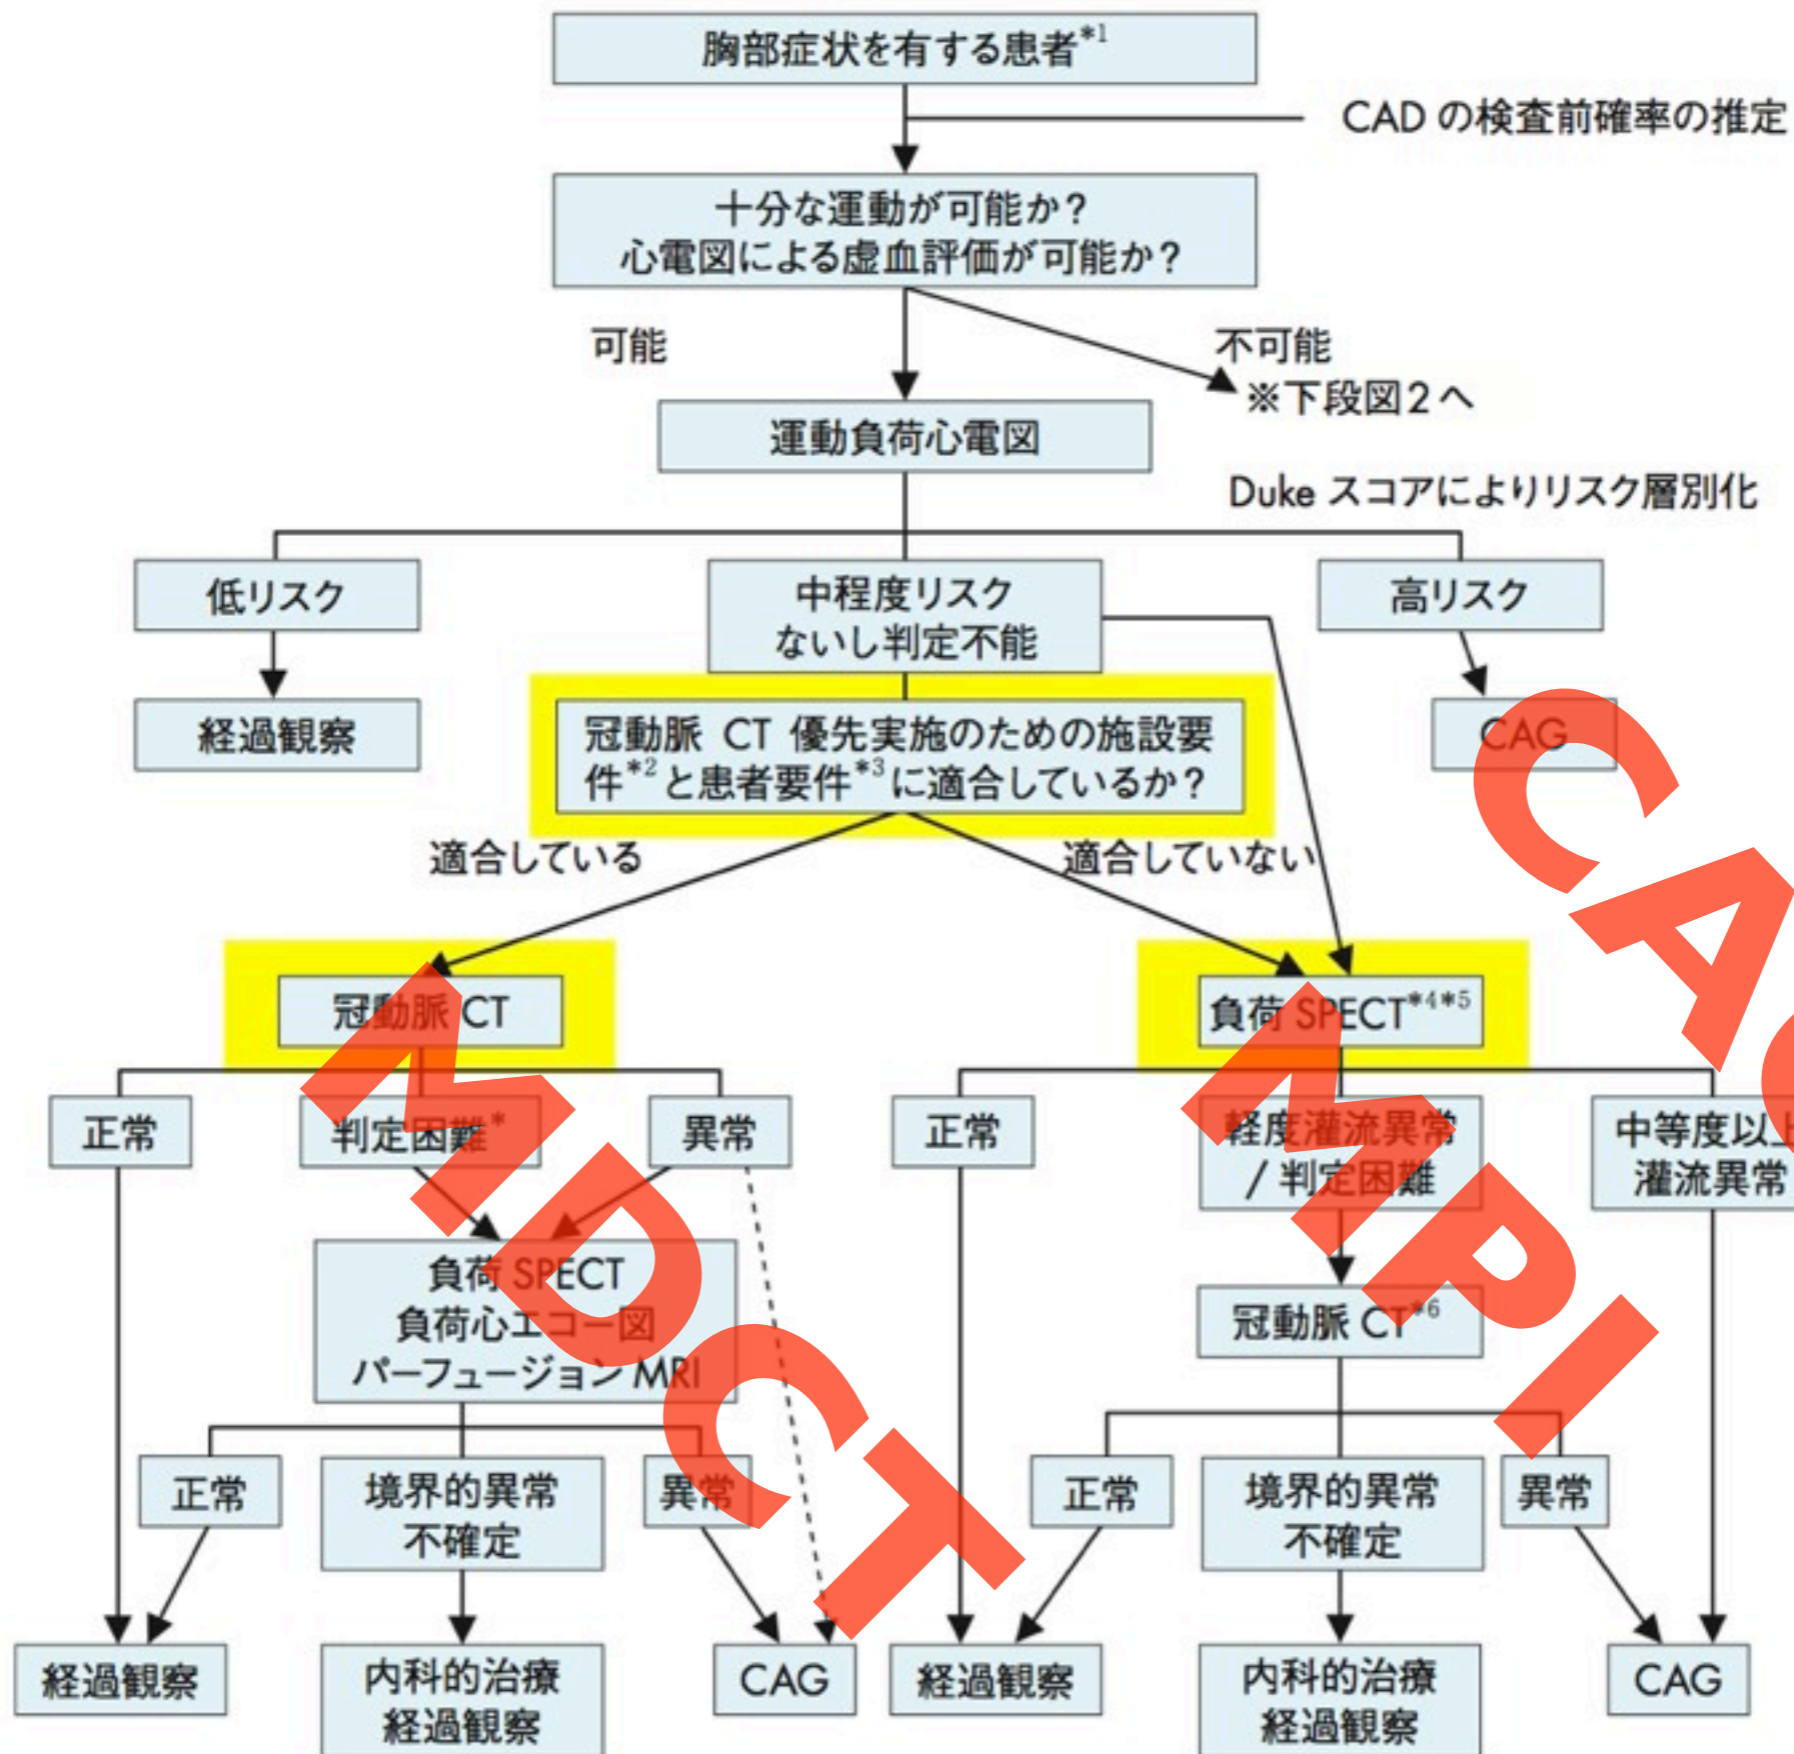 胸部症状を有する患者*1
CAD の検査前確率の推定
十分な運動が可能か？
心電図による虚血評価が可能か？
可能
不可能
※下段図2へ
運動負荷心電図
Duke スコアによりリスク層別化
低リスク
中程度リスク
ないし判定不能
高リスク
経過観察
冠動脈 CT 優先実施のための施設要
件*2と患者要件*3に適合しているか？
CAG
適合している
適合していない
冠動脈 CT
負荷 SPECT*4*5
正常
判定困難*
異常
正常
軽度灌流異常
/ 判定困難
中等度以上
灌流異常
負荷 SPECT
負荷心エコー図
パーフュージョン MRI
冠動脈 CT*6
正常
境界的異常
不確定
異常
正常
境界的異常
不確定
異常
経過観察
内科的治療
経過観察
CAG
経過観察
内科的治療
経過観察
CAG
MDCT
MPI
CAG